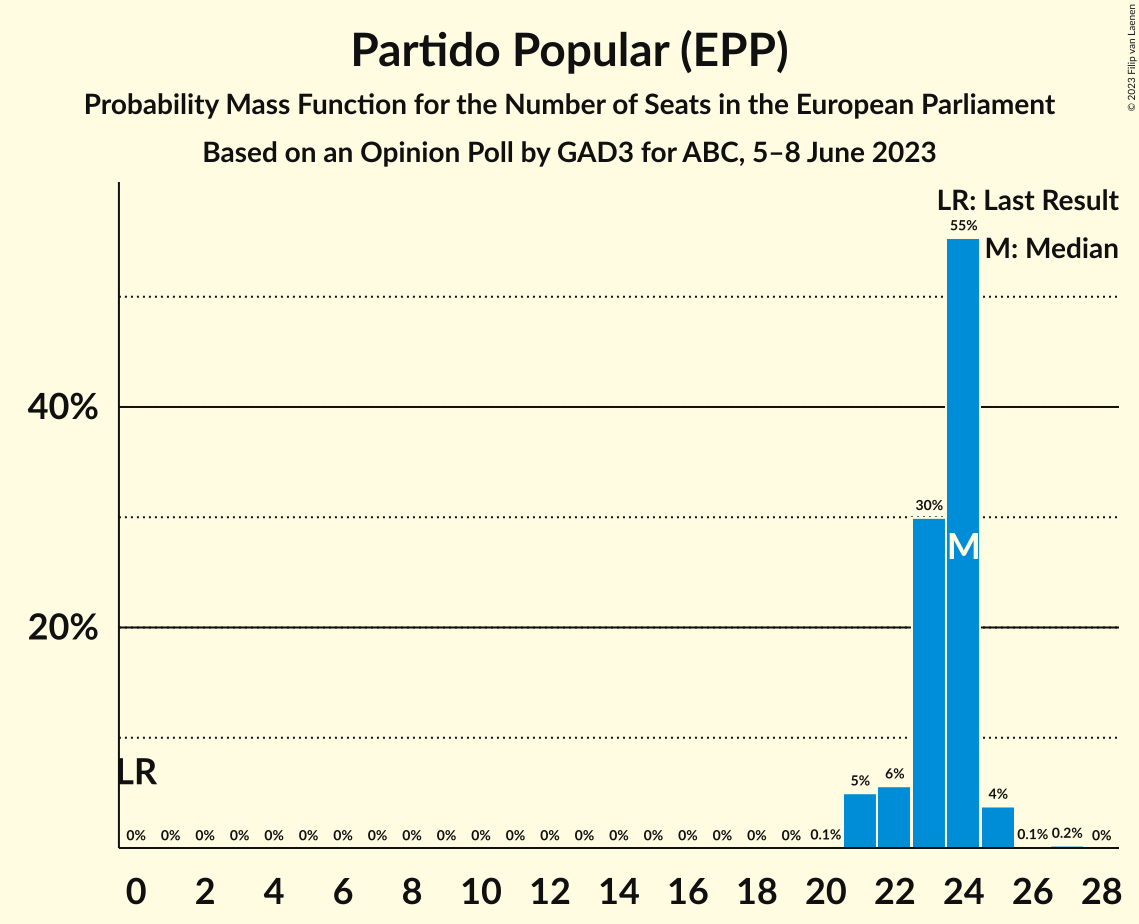 Partido Popular (EPP)
Probability Mass Function for the Number of Seats in the European Parliament
Based on an Opinion Poll by GAD3 for ABC, 5–8 June 2023
© 2023 Filip van Laenen
LR: Last Result
M: Median
55%
40%
30%
M
20%
LR
0% 0% 0% 0% 0% 0% 0% 0% 0% 0% 0% 0% 0% 0% 0% 0% 0% 0% 0% 0% 0.1% 5% 6% 4% 0.1% 0.2% 0%
0 2 4 6 8 10 12 14 16 18 20 22 24 26 28